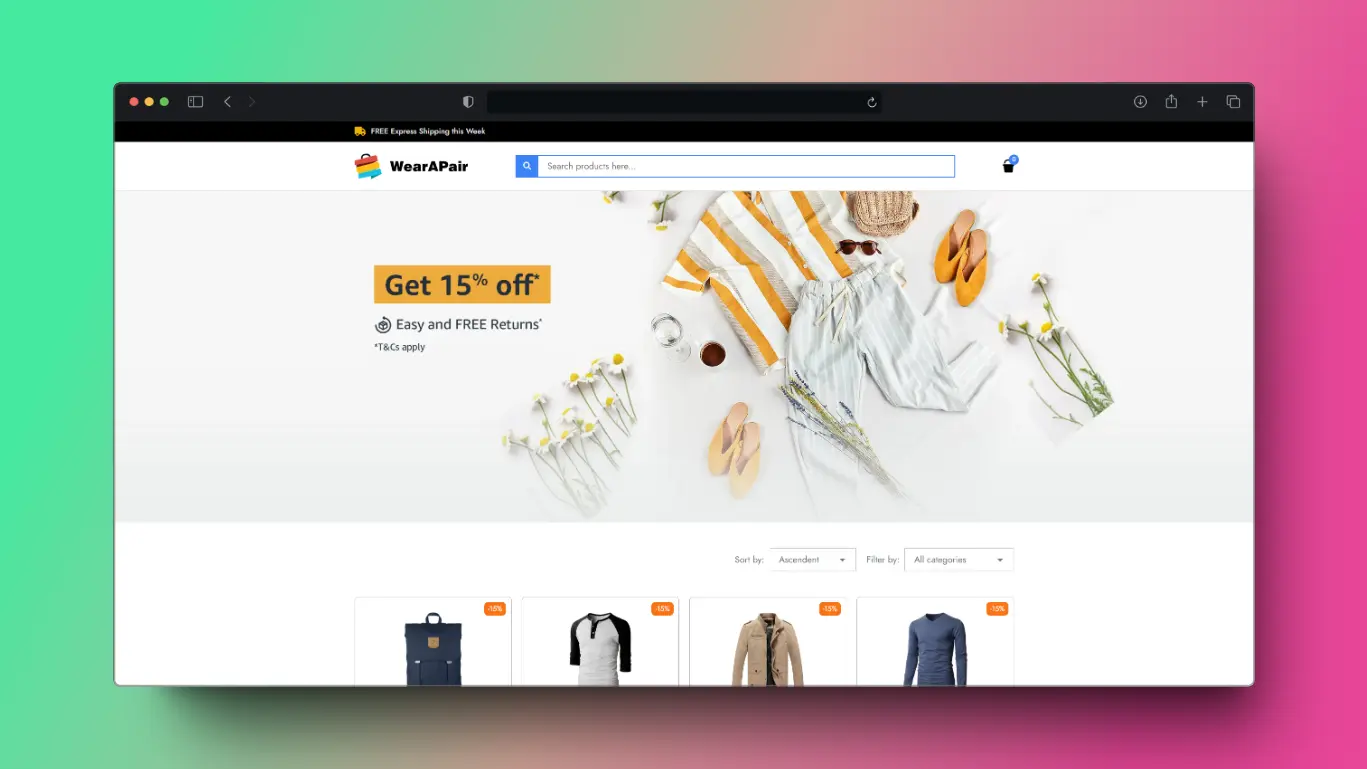 FREE Express Shipping this Week
WearAPair
Search products here...
0
Get 15% off*
Easy and FREE Returns*
*T&Cs apply
Sort by: Ascendent Filter by: All categories
-15% -15% -15% -15%